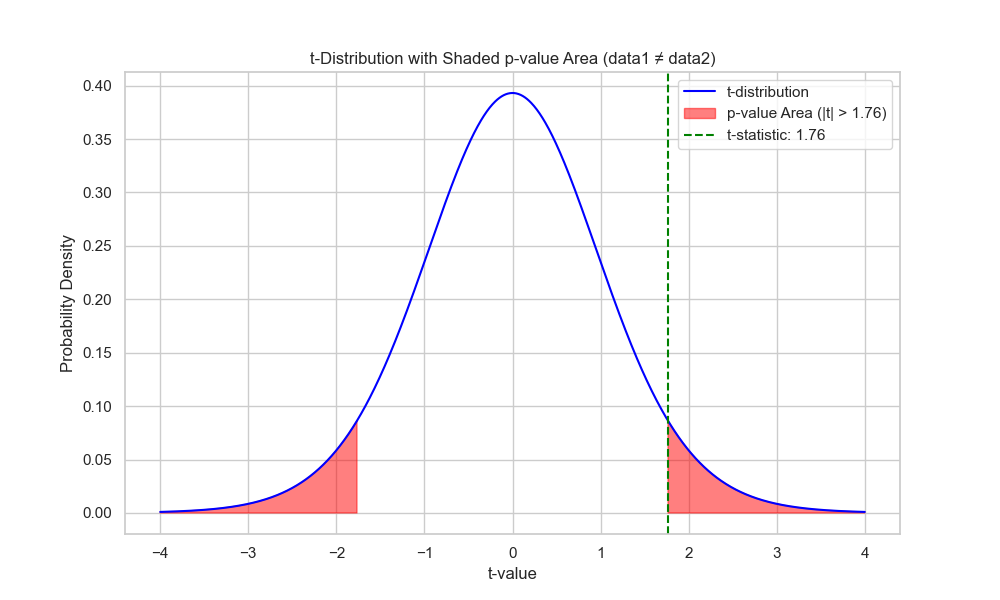 t-Distribution with Shaded p-value Area (data1 ≠ data2)
t-distribution
p-value Area (|t| > 1.76)
t-statistic: 1.76
Probability Density
0.40
0.35
0.30
0.25
0.20
0.15
0.10
0.05
0.00
−4 −3 −2 −1 0 1 2 3 4
t-value